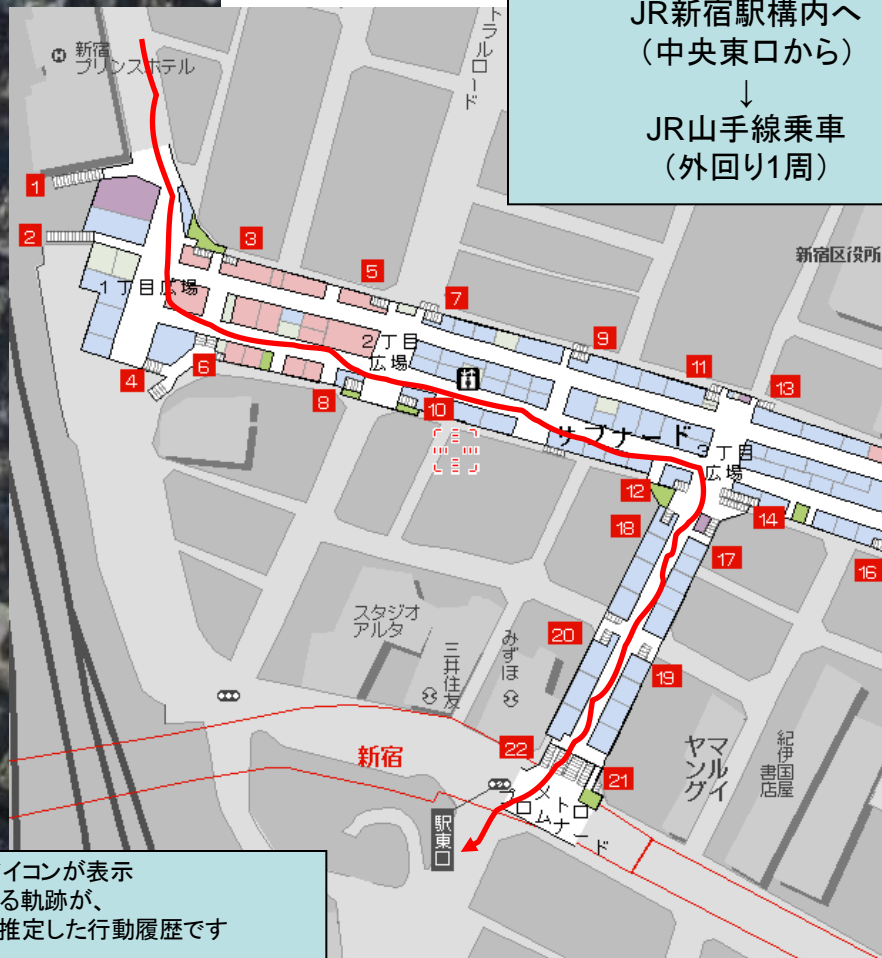 JR新宿駅構内へ
（中央東口から）
↓
JR山手線乗車
（外回り1周）
新宿
プリンスホテル
トラルロード
新宿区役所
1
2
3
5
7
9
11
13
1丁目広場
2丁目
広場
4
6
8
10
サブナード
3丁目
広場
12
14
18
17
16
スタジオ
アルタ
三井住友
みずほ
20
19
新宿
22
21
マルイ
ヤング
紀伊国屋
書店
メトロ
プロムナード
駅東口
アイコンが表示
る軌跡が、
推定した行動履歴です